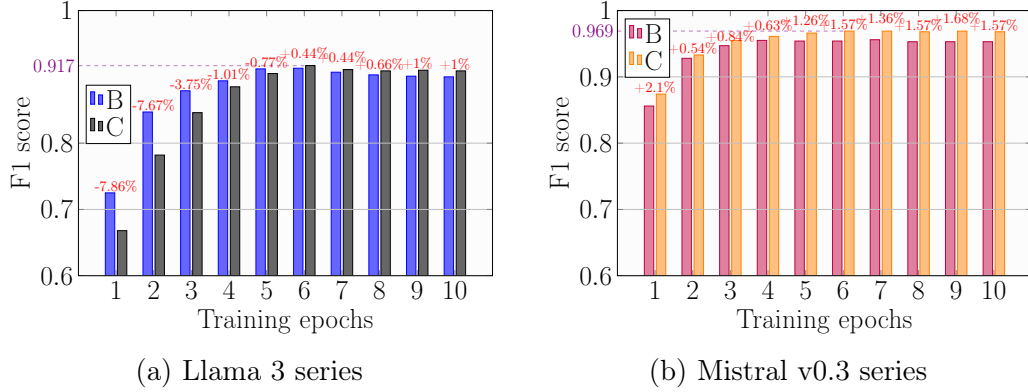 1
0.917
0.9
0.8
0.7
0.6
F1 score
B
C
-7.86%
-7.67%
-3.75%
-1.01%
-0.77%
+0.44%
+0.44%
+0.66%
+1%
+1%
1 2 3 4 5 6 7 8 9 10
Training epochs
(a) Llama 3 series
1
0.969
0.9
0.8
0.7
0.6
F1 score
B
C
+2.1%
+0.54%
+0.84%
+0.63%
+1.26%
+1.57%
+1.36%
+1.57%
+1.68%
+1.57%
1 2 3 4 5 6 7 8 9 10
Training epochs
(b) Mistral v0.3 series